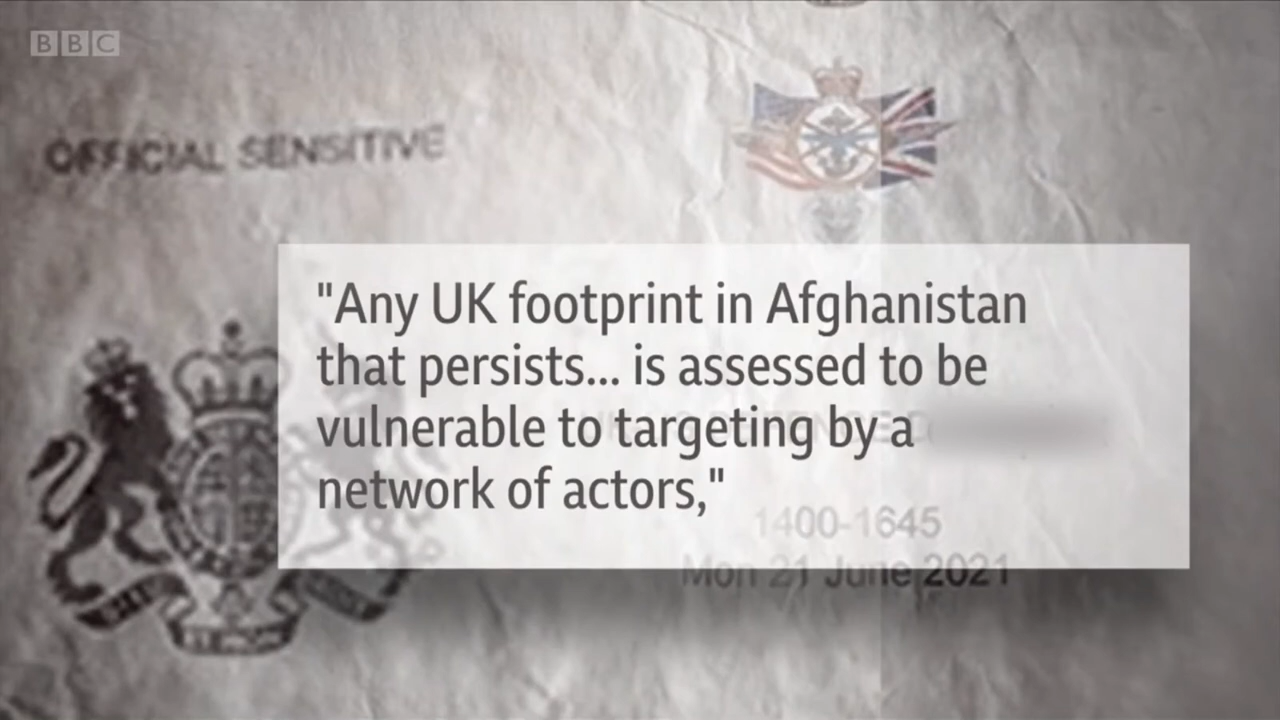 BBC
OFFICIAL SENSITIVE
"Any UK footprint in Afghanistan
that persists... is assessed to be
vulnerable to targeting by a
network of actors,"
1400-1645
Mon 21 June 2021